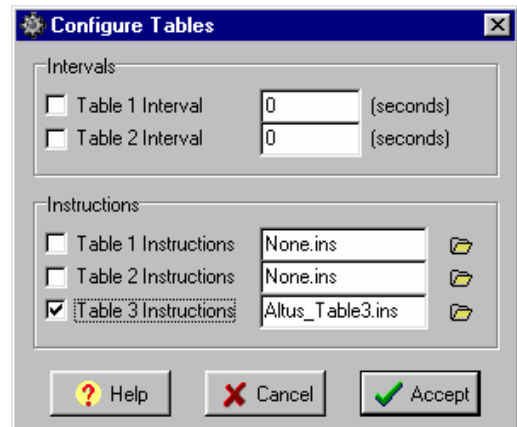 Configure Tables
Intervals
Table 1 Interval 0 (seconds)
Table 2 Interval 0 (seconds)
Instructions
Table 1 Instructions None.ins
Table 2 Instructions None.ins
Table 3 Instructions Altus_Table3.ins
? Help Cancel Accept